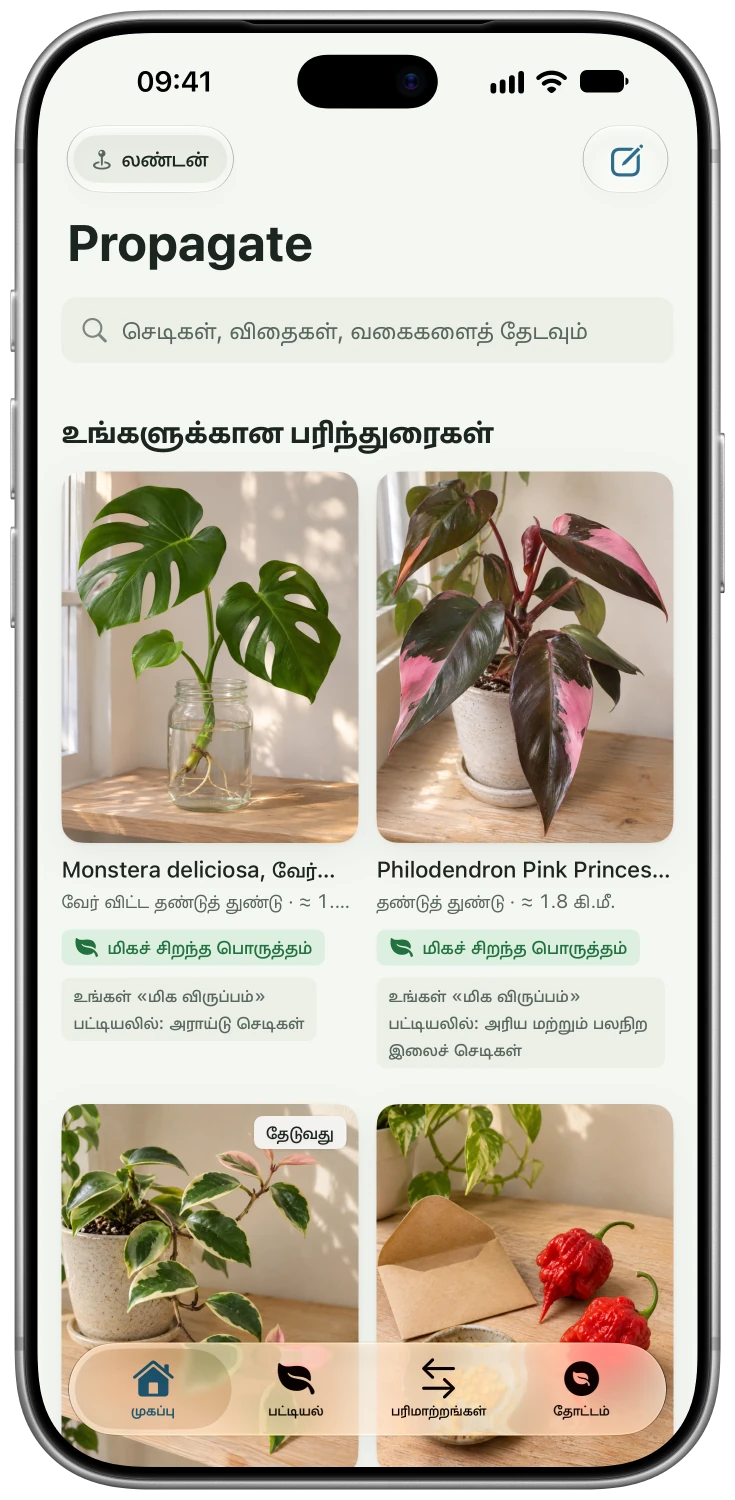 09:41
லண்டன்
Propagate
செடிகள், விதைகள், வகைகளைத் தேடவும்
உங்களுக்கான பரிந்துரைகள்
Monstera deliciosa, வேர்...
வேர் விட்ட தண்டுத் துண்டு · ≈ 1....
மிகச் சிறந்த பொருத்தம்
உங்கள் «மிக விருப்பம்»
பட்டியலில்: அராய்டு செடிகள்
Philodendron Pink Princes...
தண்டுத் துண்டு · ≈ 1.8 கி.மீ.
மிகச் சிறந்த பொருத்தம்
உங்கள் «மிக விருப்பம்»
பட்டியலில்: அரிய மற்றும் பலநிற
இலைச் செடிகள்
தேடுவது
முகப்பு
பட்டியல்
பரிமாற்றங்கள்
தோட்டம்